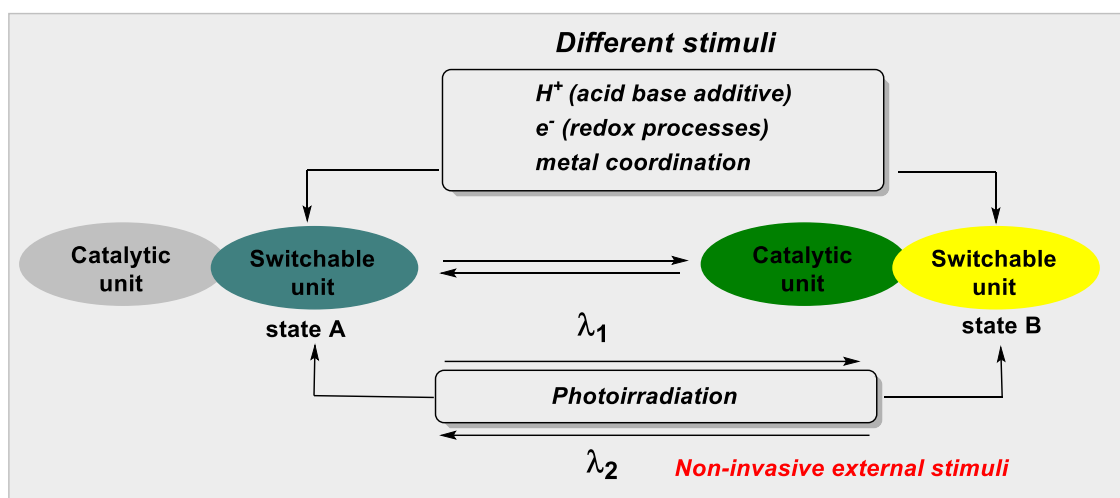 Different stimuli
H⁺ (acid base additive)
e⁻ (redox processes)
metal coordination
Catalytic
unit
Switchable
unit
state A
Catalytic
unit
Switchable
unit
state B
λ₁
Photoirradiation
λ₂
Non-invasive external stimuli